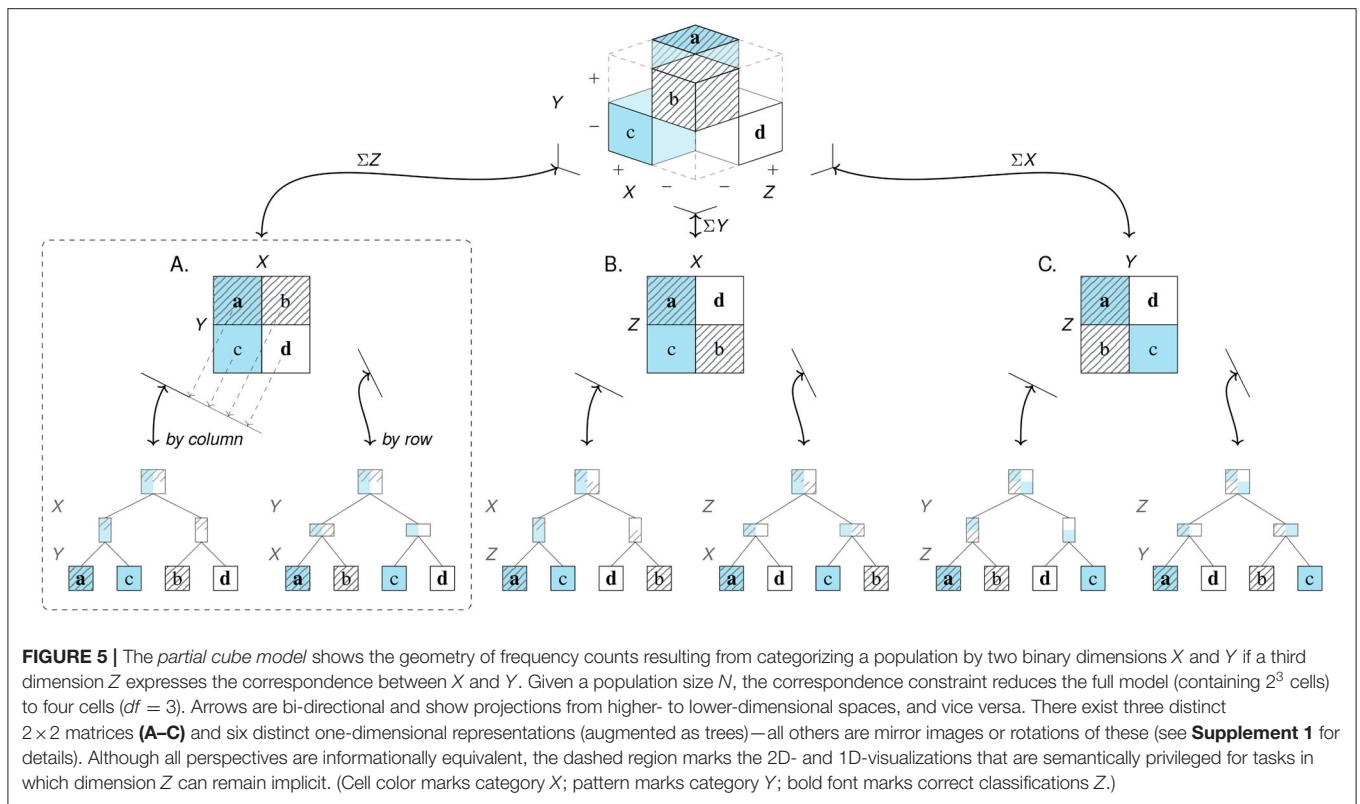 a
+
Y
b
−
c
d
ΣZ
ΣX
+
X
−
−
+
Z
ΣY
A.
X
B.
X
C.
Y
a
b
a
d
a
d
Y
Z
Z
c
d
c
b
b
c
by column
by row
X
Y
X
Z
Y
Z
Y
X
Z
X
Z
Y
a
c
b
d
a
b
c
d
a
c
d
b
a
d
c
b
a
b
d
c
a
d
b
c
FIGURE 5 | The partial cube model shows the geometry of frequency counts resulting from categorizing a population by two binary dimensions X and Y if a third
dimension Z expresses the correspondence between X and Y. Given a population size N, the correspondence constraint reduces the full model (containing 2³ cells)
to four cells (df = 3). Arrows are bi-directional and show projections from higher- to lower-dimensional spaces, and vice versa. There exist three distinct
2×2 matrices (A–C) and six distinct one-dimensional representations (augmented as trees)—all others are mirror images or rotations of these (see Supplement 1 for
details). Although all perspectives are informationally equivalent, the dashed region marks the 2D- and 1D-visualizations that are semantically privileged for tasks in
which dimension Z can remain implicit. (Cell color marks category X; pattern marks category Y; bold font marks correct classifications Z.)